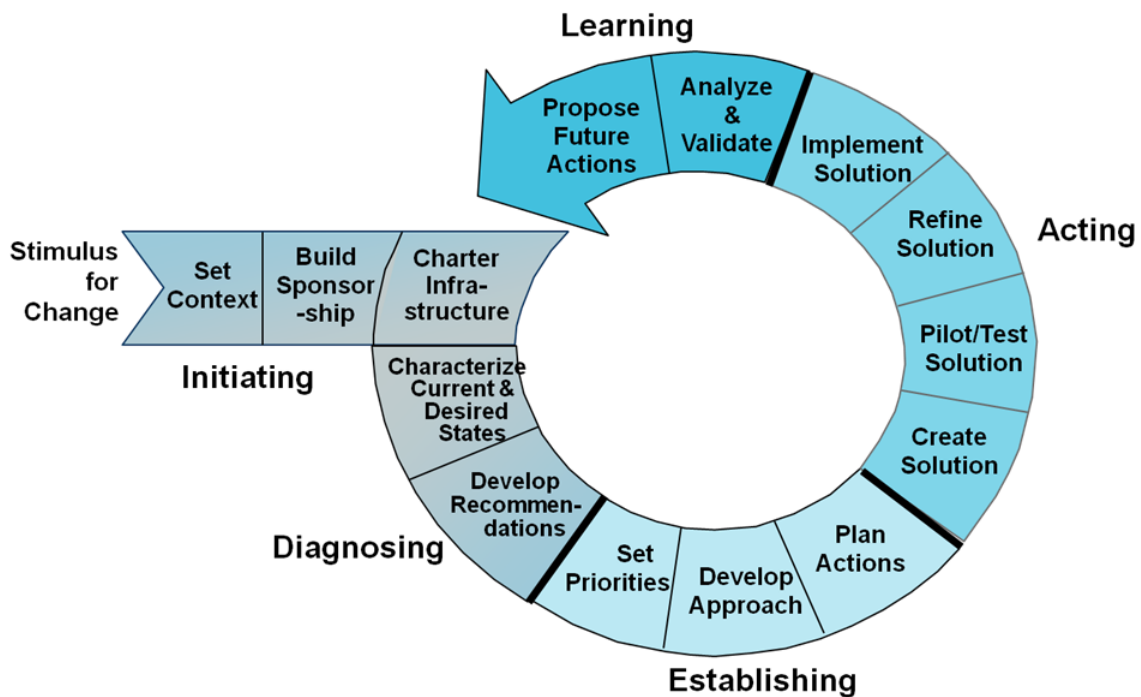 Learning
Propose
Future
Actions
Analyze
&
Validate
Implement
Solution
Refine
Solution
Acting
Pilot/Test
Solution
Create
Solution
Stimulus
for
Change
Set
Context
Build
Sponsor
-ship
Charter
Infra-
structure
Initiating
Characterize
Current &
Desired
States
Develop
Recommen-
dations
Diagnosing
Set
Priorities
Develop
Approach
Plan
Actions
Establishing